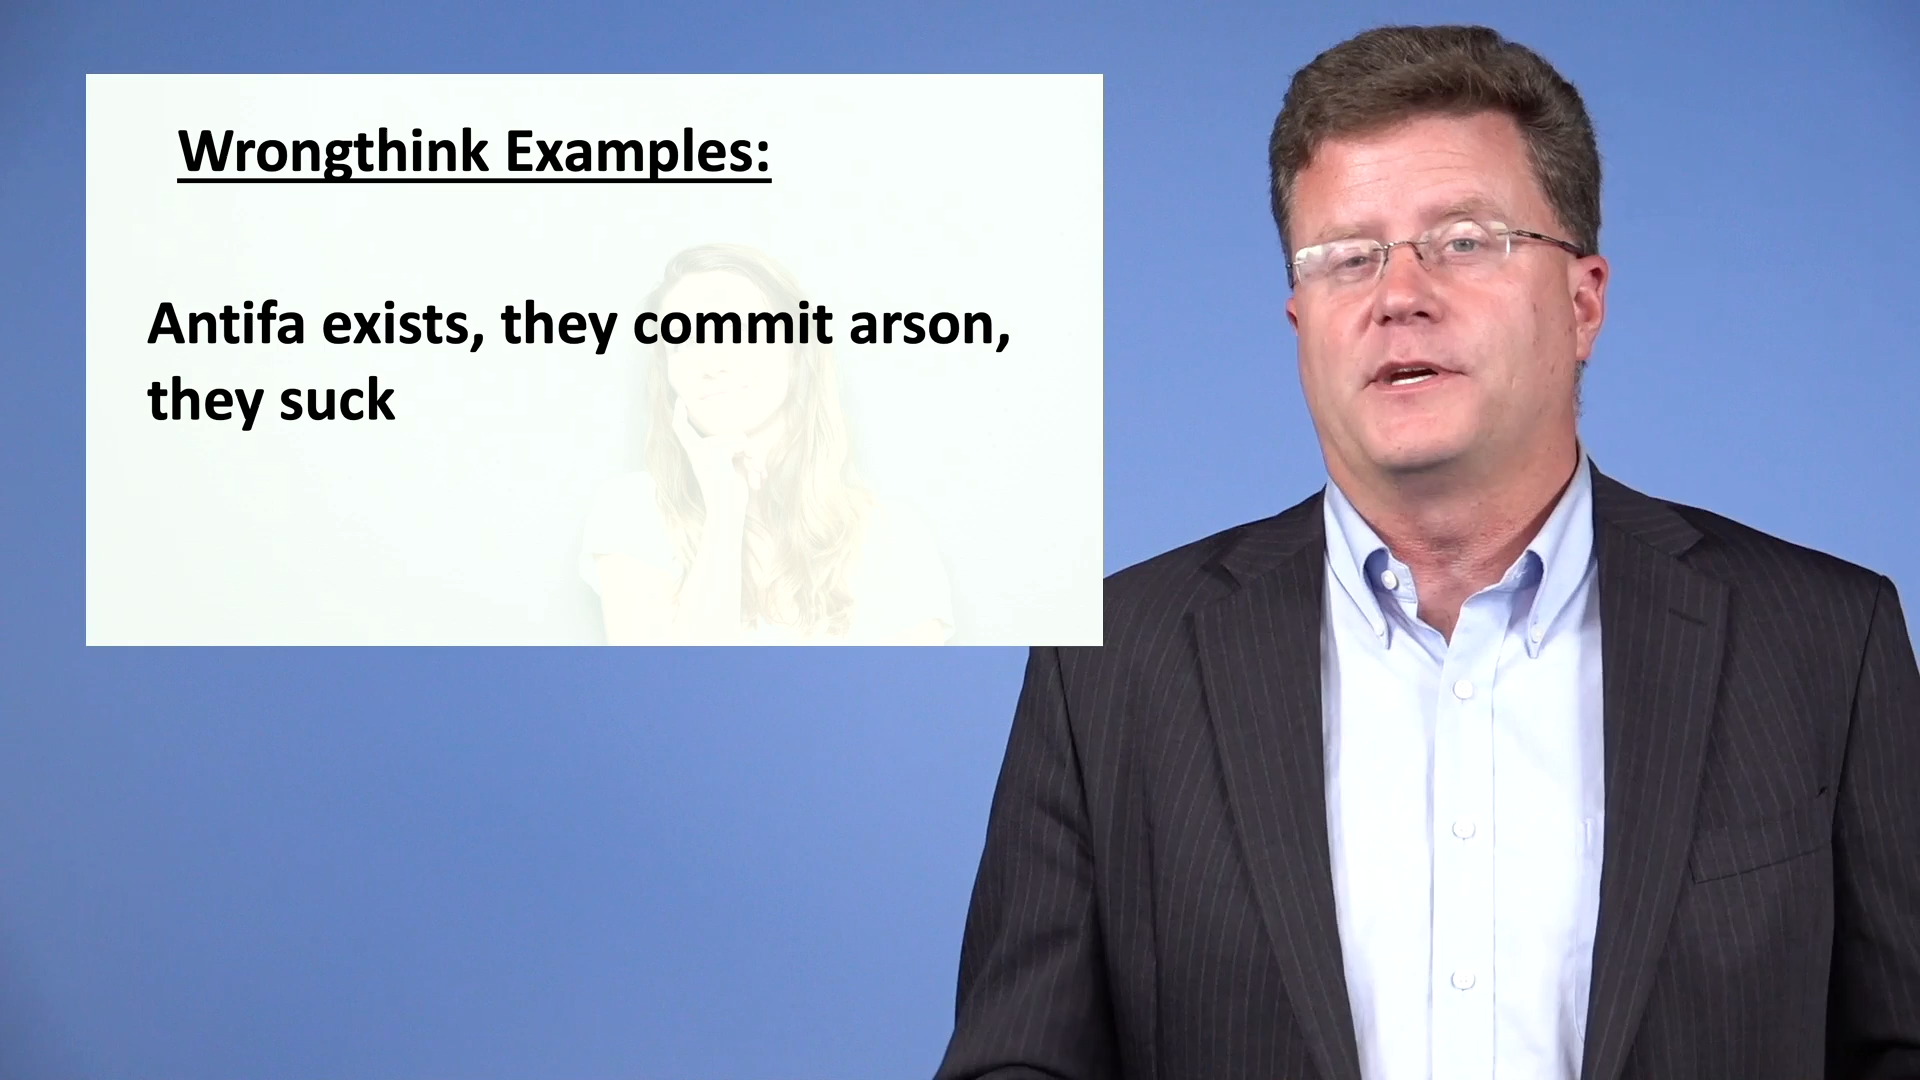 Wrongthink Examples:
Antifa exists, they commit arson,
they suck